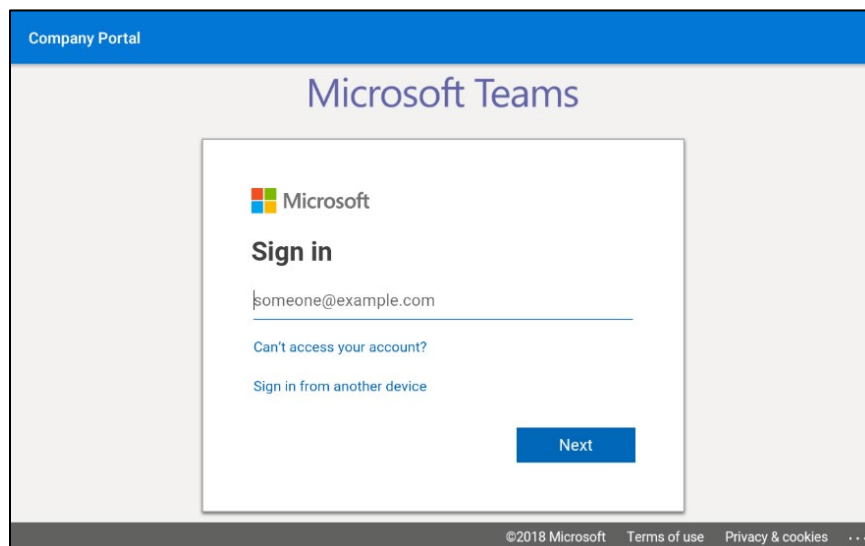 Company Portal
Microsoft Teams
Microsoft
Sign in
someone@example.com
Can't access your account?
Sign in from another device
Next
©2018 Microsoft Terms of use Privacy & cookies ...